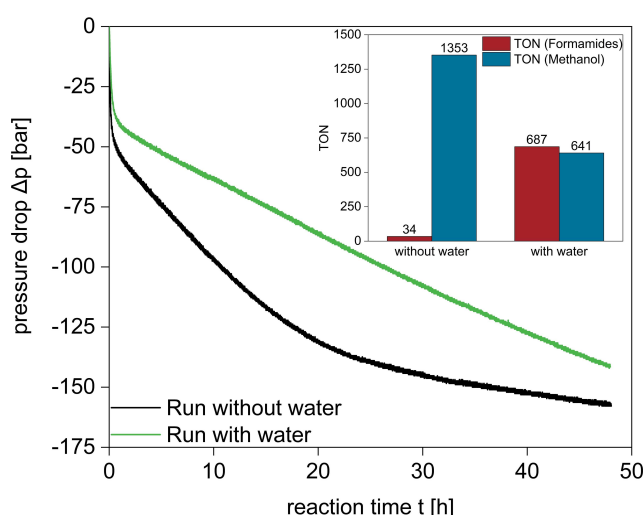 0
-25
-50
-75
-100
-125
-150
-175
pressure drop Δp [bar]
0 10 20 30 40 50
reaction time t [h]
Run without water
Run with water
1500
1250
1000
750
500
250
0
TON
TON (Formamides)
TON (Methanol)
1353
34
687
641
without water with water